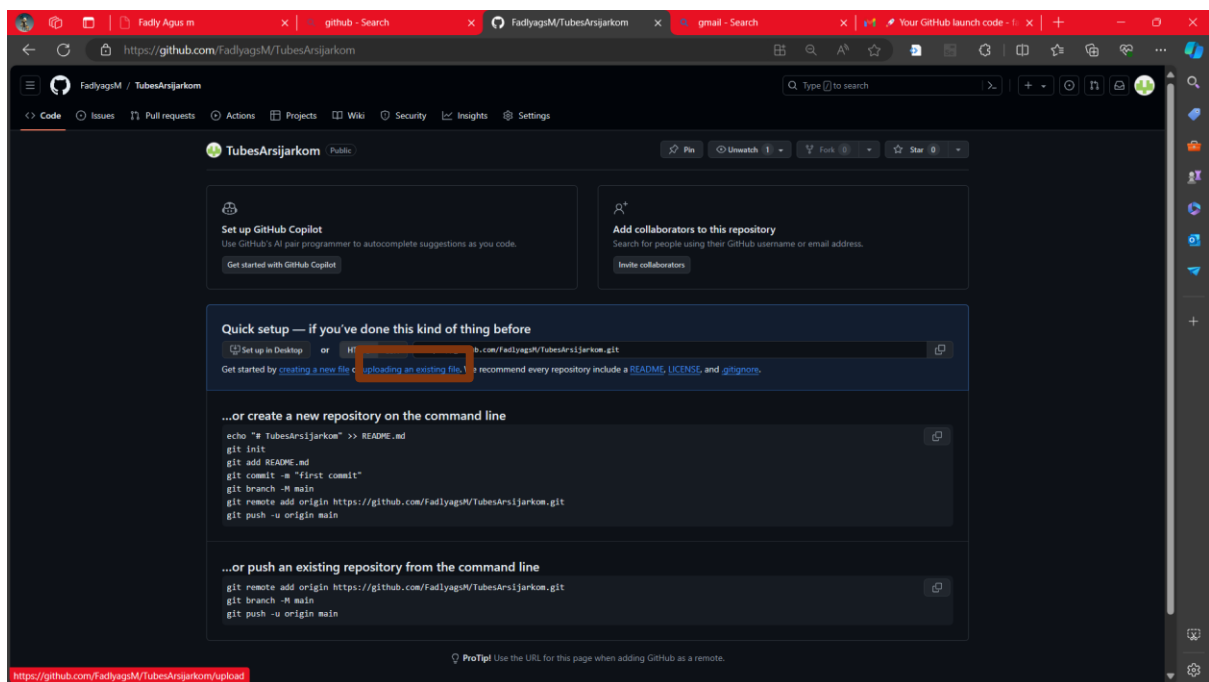 Fadly Agus m
github - Search
FadlyagsM/TubesArsijarkom
gmail - Search
Your GitHub launch code - fa
https://github.com/FadlyagsM/TubesArsijarkom
FadlyagsM / TubesArsijarkom
Type / to search
Code
Issues
Pull requests
Actions
Projects
Wiki
Security
Insights
Settings
TubesArsijarkom Public
Pin
Unwatch 1
Fork 0
Star 0
Set up GitHub Copilot
Use GitHub's AI pair programmer to autocomplete suggestions as you code.
Get started with GitHub Copilot
Add collaborators to this repository
Search for people using their GitHub username or email address.
Invite collaborators
Quick setup — if you've done this kind of thing before
Set up in Desktop or b.com/FadlyagsM/TubesArsijarkom.git
Get started by creating a new file uploading an existing file. recommend every repository include a README, LICENSE, and .gitignore.
...or create a new repository on the command line
echo "# TubesArsijarkom" >> README.md
git init
git add README.md
git commit -m "first commit"
git branch -M main
git remote add origin https://github.com/FadlyagsM/TubesArsijarkom.git
git push -u origin main
...or push an existing repository from the command line
git remote add origin https://github.com/FadlyagsM/TubesArsijarkom.git
git branch -M main
git push -u origin main
ProTip! Use the URL for this page when adding GitHub as a remote.
https://github.com/FadlyagsM/TubesArsijarkom/upload